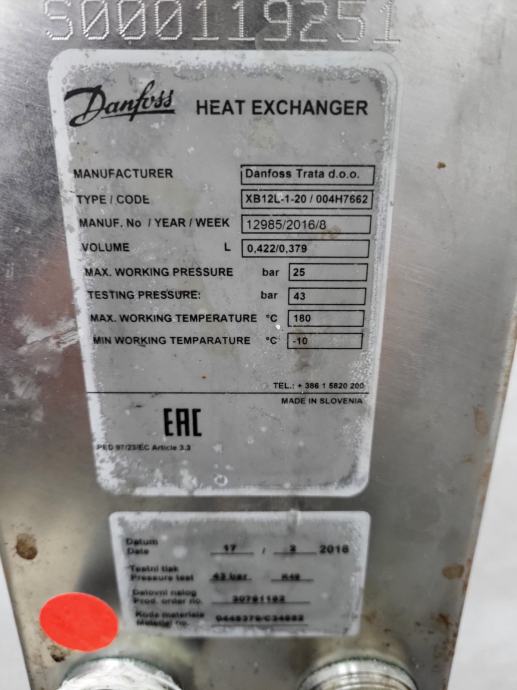 S000119251
Danfoss HEAT EXCHANGER
MANUFACTURER Danfoss Trata d.o.o.
TYPE / CODE XB12L-1-20 / 004H7662
MANUF. No / YEAR / WEEK 12985/2016/8
VOLUME L 0,422/0,379
MAX. WORKING PRESSURE bar 25
TESTING PRESSURE: bar 43
MAX. WORKING TEMPERATURE °C 180
MIN WORKING TEMPARATURE °C -10
TEL.: + 386 1 5820 200
MADE IN SLOVENIA
EAC
PED 97/23/EC Article 3.3
Datum
Date 17 / 2016
Testni tlak
Pressure test 43 bar
Delovni nalog
Prod. order no.
Koda materiala
Material no.